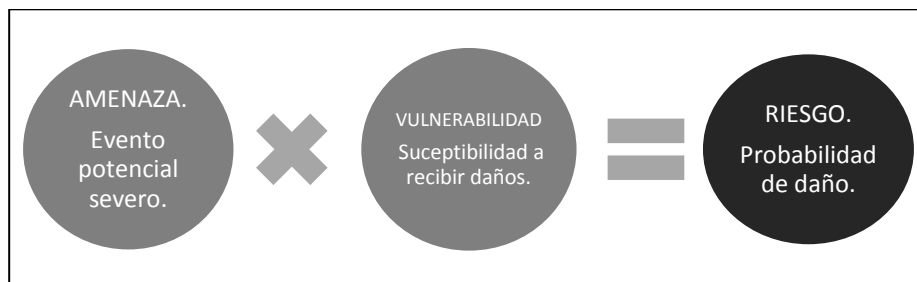 AMENAZA.
Evento
potencial
severo.
VULNERABILIDAD
Suceptibilidad a
recibir daños.
RIESGO.
Probabilidad
de daño.